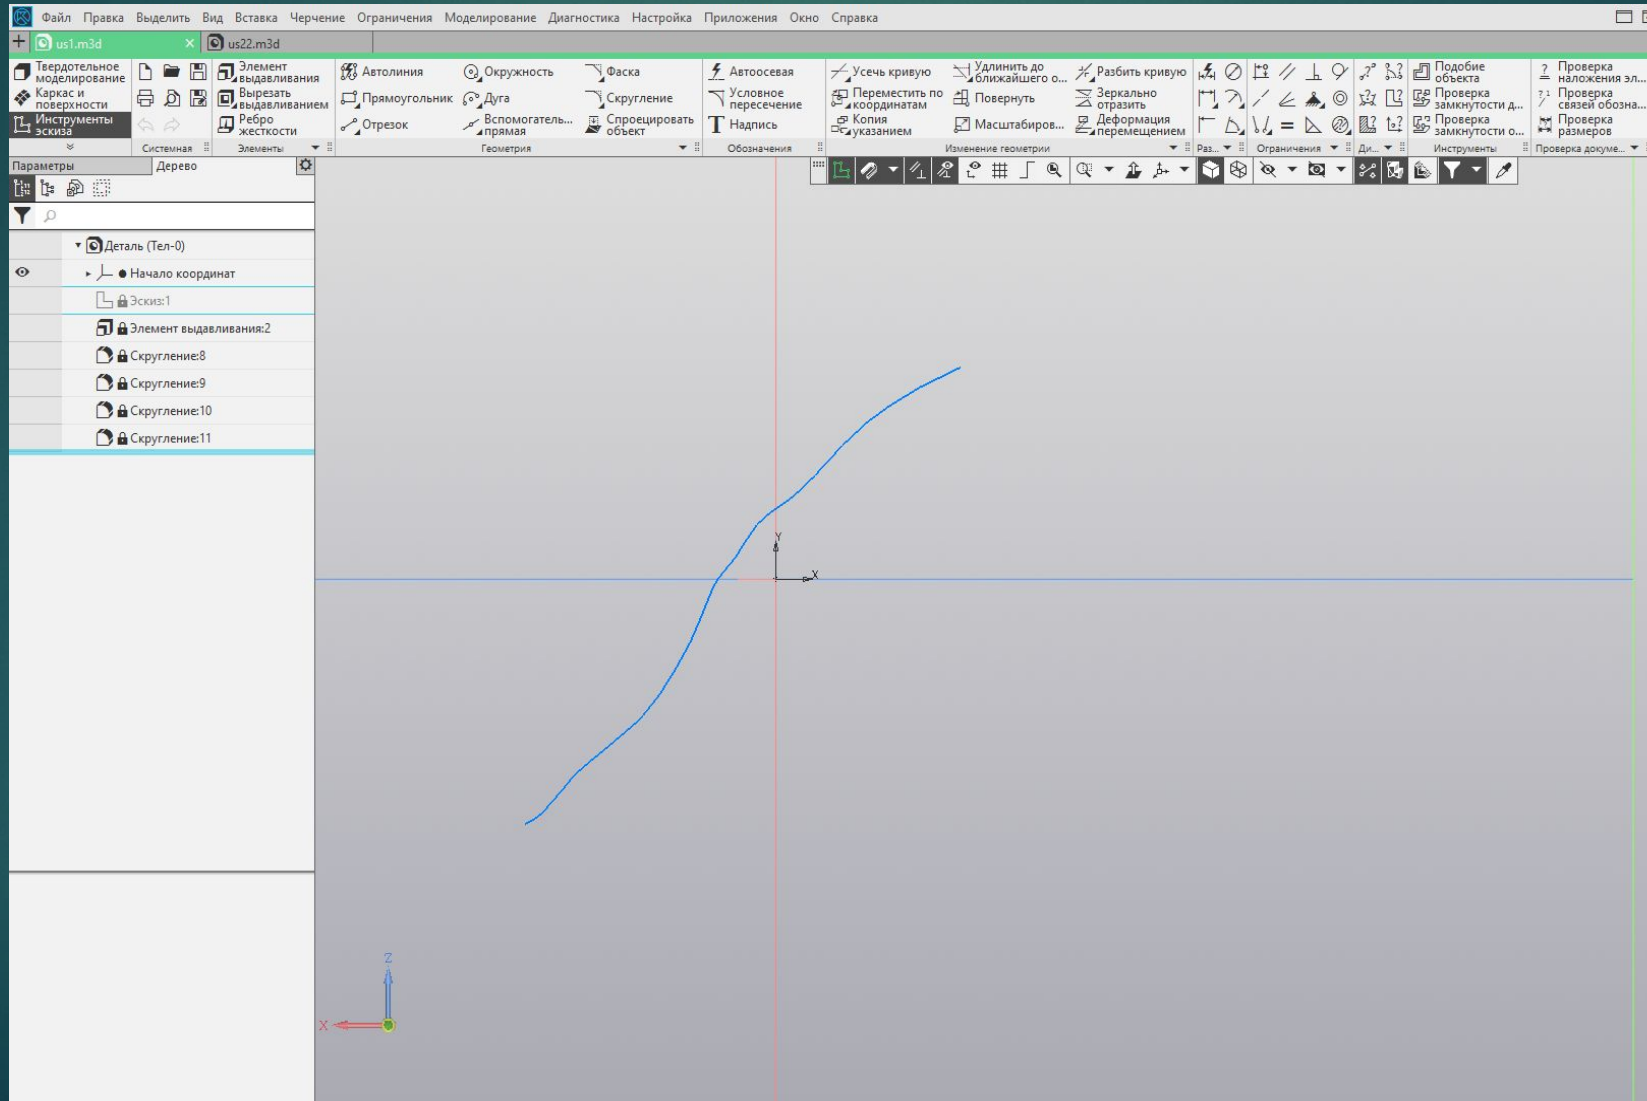 Файл Правка Выделить Вид Вставка Черчение Ограничения Моделирование Диагностика Настройка Приложения Окно Справка
us1.m3d us22.m3d
Твердотельное моделирование
Каркас и поверхности
Инструменты эскиза
Системная
Элемент выдавливания
Вырезать выдавливанием
Ребро жесткости
Элементы
Автолиния Окружность Фаска
Прямоугольник Дуга Скругление
Отрезок Вспомогатель... прямая Спроецировать объект
Геометрия
Автоосевая
Условное пересечение
Надпись
Обозначения
Усечь кривую Удлинить до ближайшего о... Разбить кривую
Переместить по координатам Повернуть Зеркально отразить
Копия указанием Масштабиров... Деформация перемещением
Изменение геометрии
Раз...
Ограничения
Ди...
Подобие объекта
Проверка замкнутости д...
Проверка замкнутости о...
Инструменты
Проверка наложения эл...
Проверка связей обозна...
Проверка размеров
Проверка докуме...
Параметры Дерево
Деталь (Тел-0)
Начало координат
Эскиз:1
Элемент выдавливания:2
Скругление:8
Скругление:9
Скругление:10
Скругление:11
Y
X
Z
X